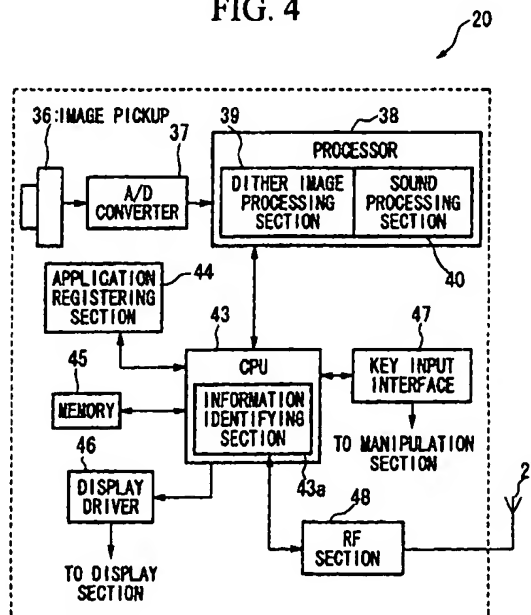 FIG. 4
20
36:IMAGE PICKUP
37
A/D
CONVERTER
38
PROCESSOR
39
DITHER IMAGE
PROCESSING
SECTION
SOUND
PROCESSING
SECTION
40
44
APPLICATION
REGISTERING
SECTION
43
CPU
INFORMATION
IDENTIFYING
SECTION
43a
47
KEY INPUT
INTERFACE
TO MANIPULATION
SECTION
45
MEMORY
46
DISPLAY
DRIVER
TO DISPLAY
SECTION
48
RF
SECTION
2